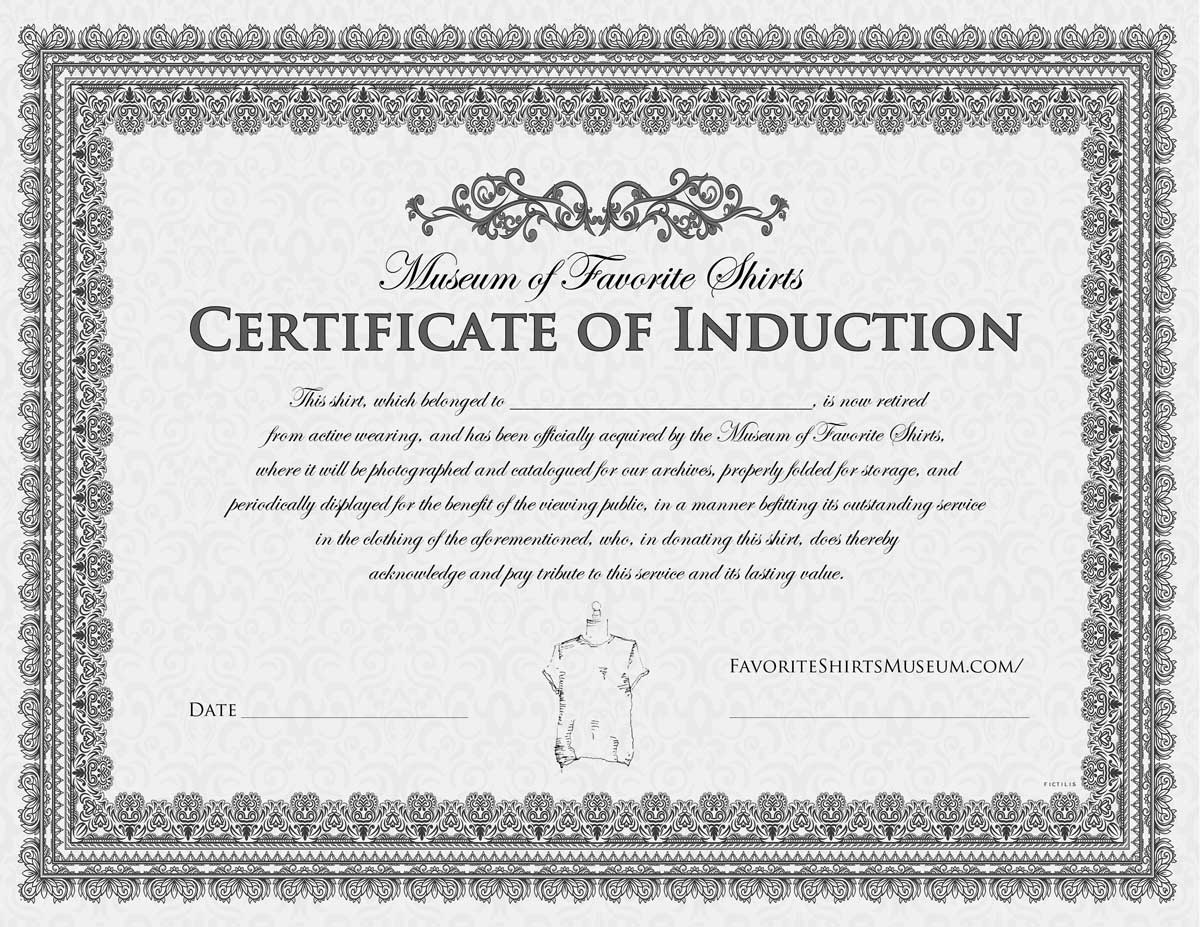 Museum of Favorite Shirts
CERTIFICATE OF INDUCTION
This shirt, which belonged to ______________________________, is now retired
from active wearing, and has been officially acquired by the Museum of Favorite Shirts,
where it will be photographed and catalogued for our archives, properly folded for storage, and
periodically displayed for the benefit of the viewing public, in a manner befitting its outstanding service
in the clothing of the aforementioned, who, in donating this shirt, does thereby
acknowledge and pay tribute to this service and its lasting value.
FAVORITESHIRTSMUSEUM.COM/
DATE ______________________
FICTILIS